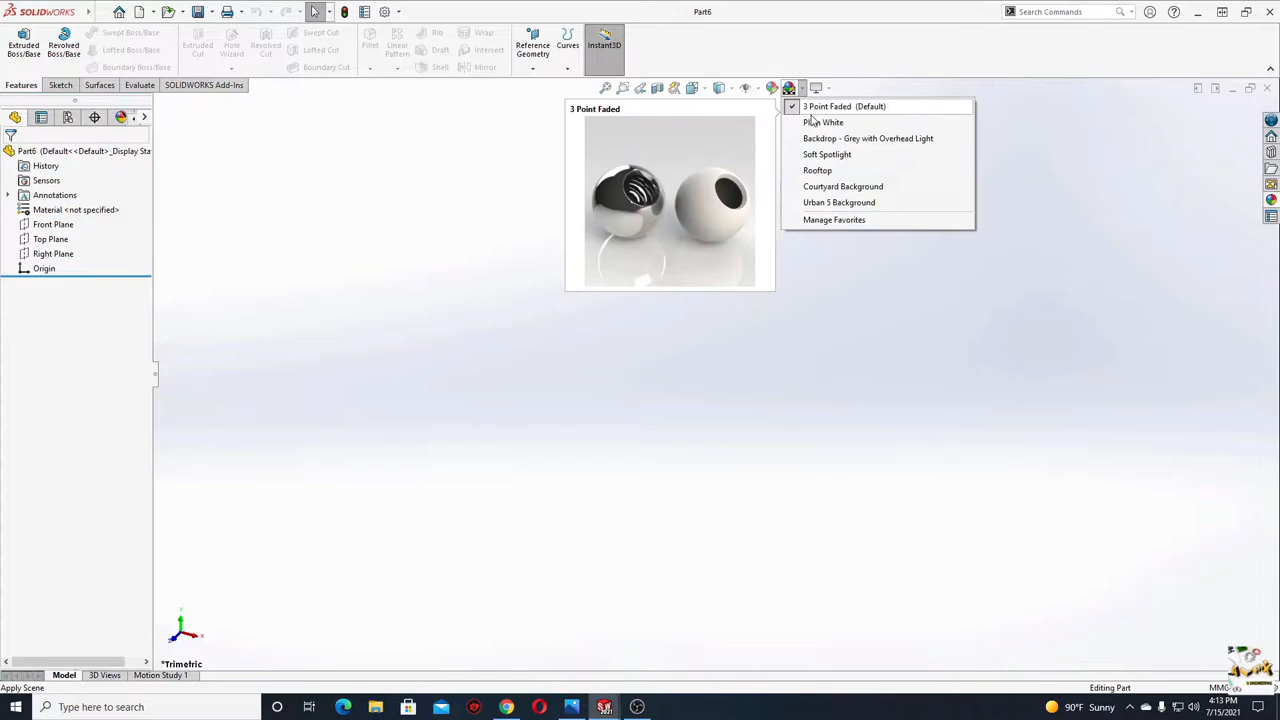 SOLIDWORKS
Part6
Search Commands
Extruded Boss/Base
Revolved Boss/Base
Swept Boss/Base
Lofted Boss/Base
Boundary Boss/Base
Extruded Cut
Hole Wizard
Revolved Cut
Swept Cut
Lofted Cut
Boundary Cut
Fillet
Linear Pattern
Rib
Draft
Shell
Wrap
Intersect
Mirror
Reference Geometry
Curves
Instant3D
Features
Sketch
Surfaces
Evaluate
SOLIDWORKS Add-Ins
3 Point Faded
3 Point Faded (Default)
Plain White
Backdrop - Grey with Overhead Light
Soft Spotlight
Rooftop
Courtyard Background
Urban 5 Background
Manage Favorites
Part6 (Default<<Default>_Display Sta
History
Sensors
Annotations
Material <not specified>
Front Plane
Top Plane
Right Plane
Origin
*Trimetric
Model
3D Views
Motion Study 1
Apply Scene
Editing Part
MMG
Type here to search
90°F Sunny
4:13 PM
7/15/2021